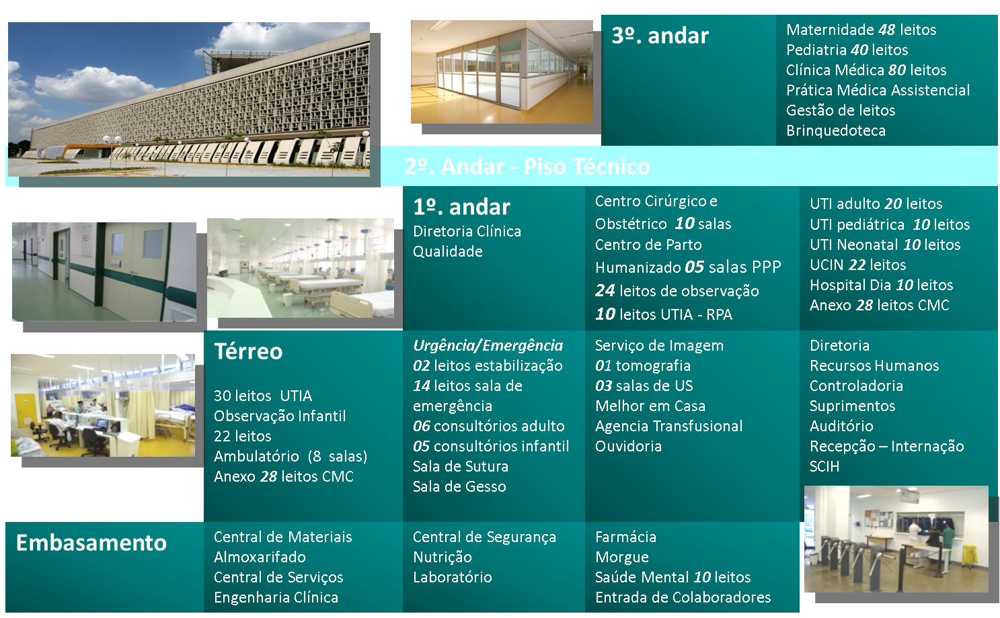 3º. andar
Maternidade 48 leitos
Pediatria 40 leitos
Clínica Médica 80 leitos
Prática Médica Assistencial
Gestão de leitos
Brinquedoteca
2º. Andar - Piso Técnico
1º. andar
Diretoria Clínica
Qualidade
Centro Cirúrgico e
Obstétrico 10 salas
Centro de Parto
Humanizado 05 salas PPP
24 leitos de observação
10 leitos UTIA - RPA
UTI adulto 20 leitos
UTI pediátrica 10 leitos
UTI Neonatal 10 leitos
UCIN 22 leitos
Hospital Dia 10 leitos
Anexo 28 leitos CMC
Térreo
30 leitos UTIA
Observação Infantil
22 leitos
Ambulatório (8 salas)
Anexo 28 leitos CMC
Urgência/Emergência
02 leitos estabilização
14 leitos sala de
emergência
06 consultórios adulto
05 consultórios infantil
Sala de Sutura
Sala de Gesso
Serviço de Imagem
01 tomografia
03 salas de US
Melhor em Casa
Agencia Transfusional
Ouvidoria
Diretoria
Recursos Humanos
Controladoria
Suprimentos
Auditório
Recepção – Internação
SCIH
Embasamento
Central de Materiais
Almoxarifado
Central de Serviços
Engenharia Clínica
Central de Segurança
Nutrição
Laboratório
Farmácia
Morgue
Saúde Mental 10 leitos
Entrada de Colaboradores